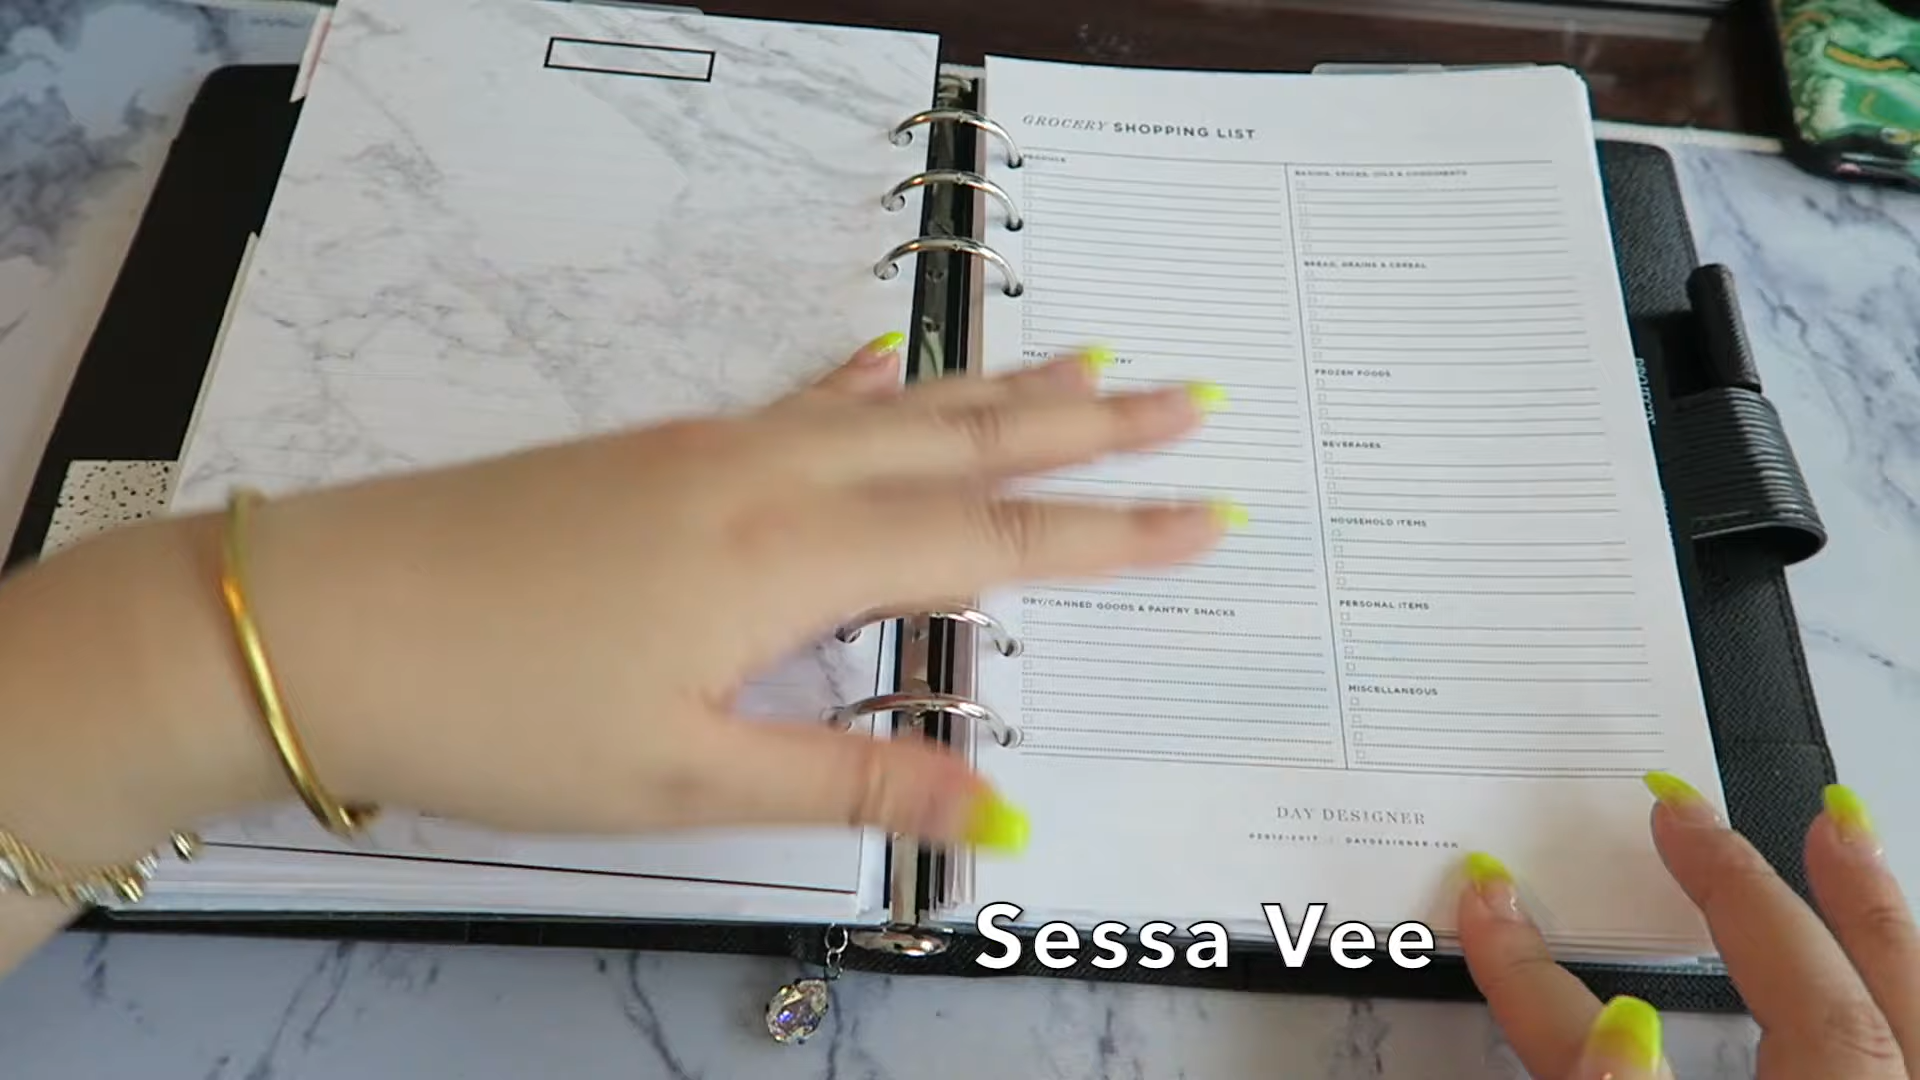 GROCERY SHOPPING LIST
PRODUCE
BAKING, SPICES, OILS & CONDIMENTS
BREAD, GRAINS & CEREAL
MEAT,
FROZEN FOODS
BEVERAGES
HOUSEHOLD ITEMS
DRY/CANNED GOODS & PANTRY SNACKS
PERSONAL ITEMS
MISCELLANEOUS
DAY DESIGNER
DAYDESIGNER.COM
Sessa Vee